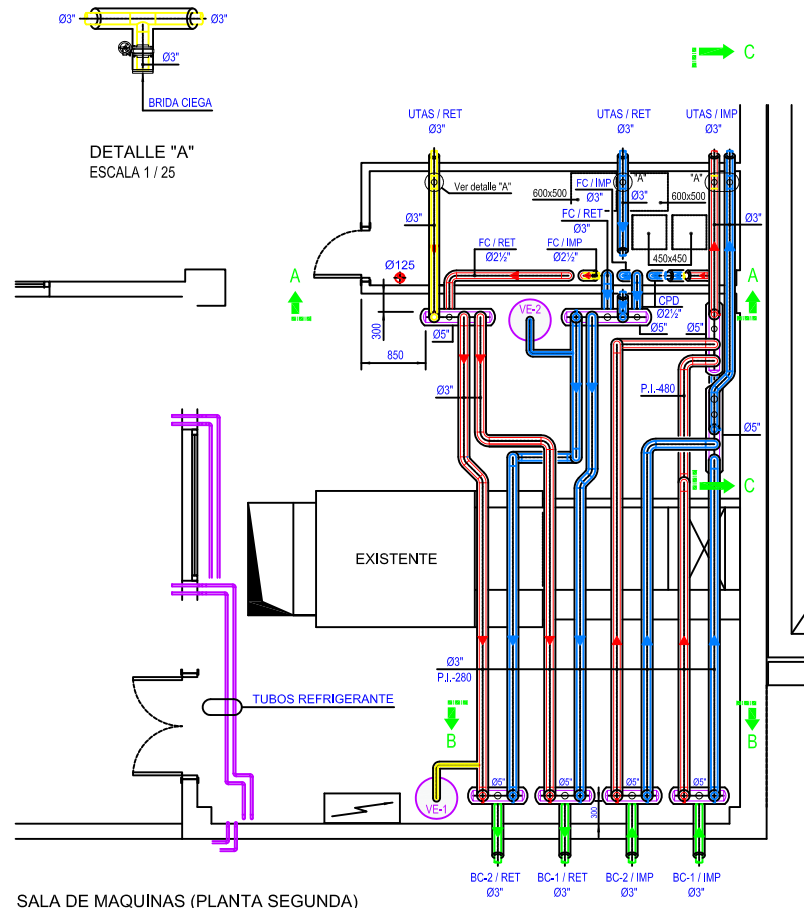 Ø3"
Ø3"
Ø3"
BRIDA CIEGA
DETALLE "A"
ESCALA 1 / 25
C
UTAS / RET
Ø3"
UTAS / RET
Ø3"
UTAS / IMP
Ø3"
Ver detalle "A"
600x500
FC / IMP
Ø3"
"A"
Ø3"
600x500
"A"
Ø3"
FC / RET
Ø3"
Ø3"
450x450
FC / RET
Ø2½"
FC / IMP
Ø2½"
Ø125
A
A
CPD
Ø2½"
VE-2
300
Ø5"
Ø5"
Ø5"
850
Ø3"
P.I.-480
Ø5"
C
EXISTENTE
Ø3"
P.I.-280
TUBOS REFRIGERANTE
B
B
VE-1
Ø5"
Ø5"
Ø5"
Ø5"
300
BC-2 / RET
Ø3"
BC-1 / RET
Ø3"
BC-2 / IMP
Ø3"
BC-1 / IMP
Ø3"
SALA DE MAQUINAS (PLANTA SEGUNDA)